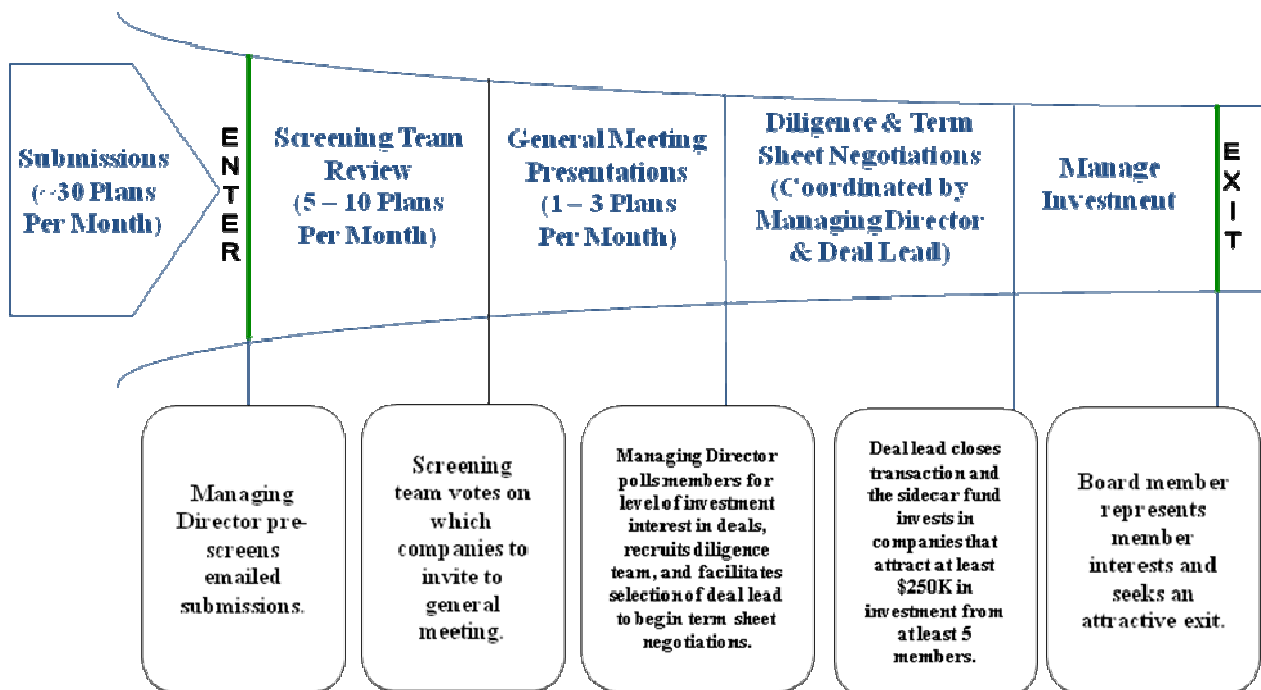 Submissions
(~30 Plans
Per Month)
ENTER
Screening Team
Review
(5 – 10 Plans
Per Month)
General Meeting
Presentations
(1 – 3 Plans
Per Month)
Diligence & Term
Sheet Negotiations
(Coordinated by
Managing Director
& Deal Lead)
Manage
Investment
EXIT
Managing
Director pre-
screens
emailed
submissions.
Screening
team votes on
which
companies to
invite to
general
meeting.
Managing Director
polls members for
level of investment
interest in deals,
recruits diligence
team, and facilitates
selection of deal lead
to begin term sheet
negotiations.
Deal lead closes
transaction and
the sidecar fund
invests in
companies that
attract at least
$250K in
investment from
at least 5
members.
Board member
represents
member
interests and
seeks an
attractive exit.